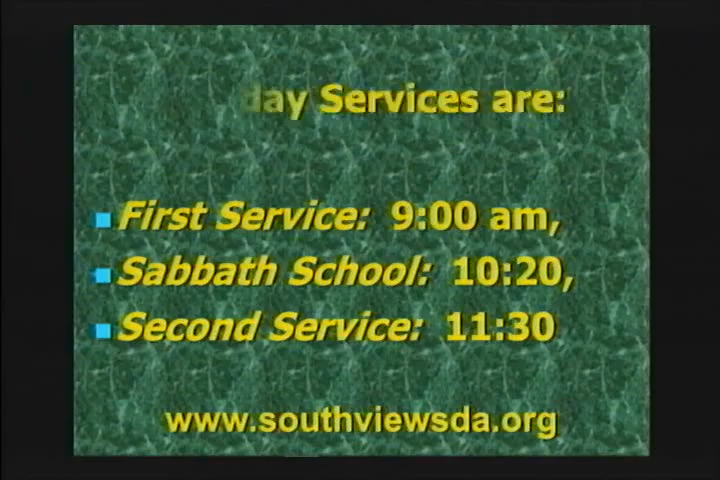 day Services are:
First Service: 9:00 am,
Sabbath School: 10:20,
Second Service: 11:30
www.southviewsda.org